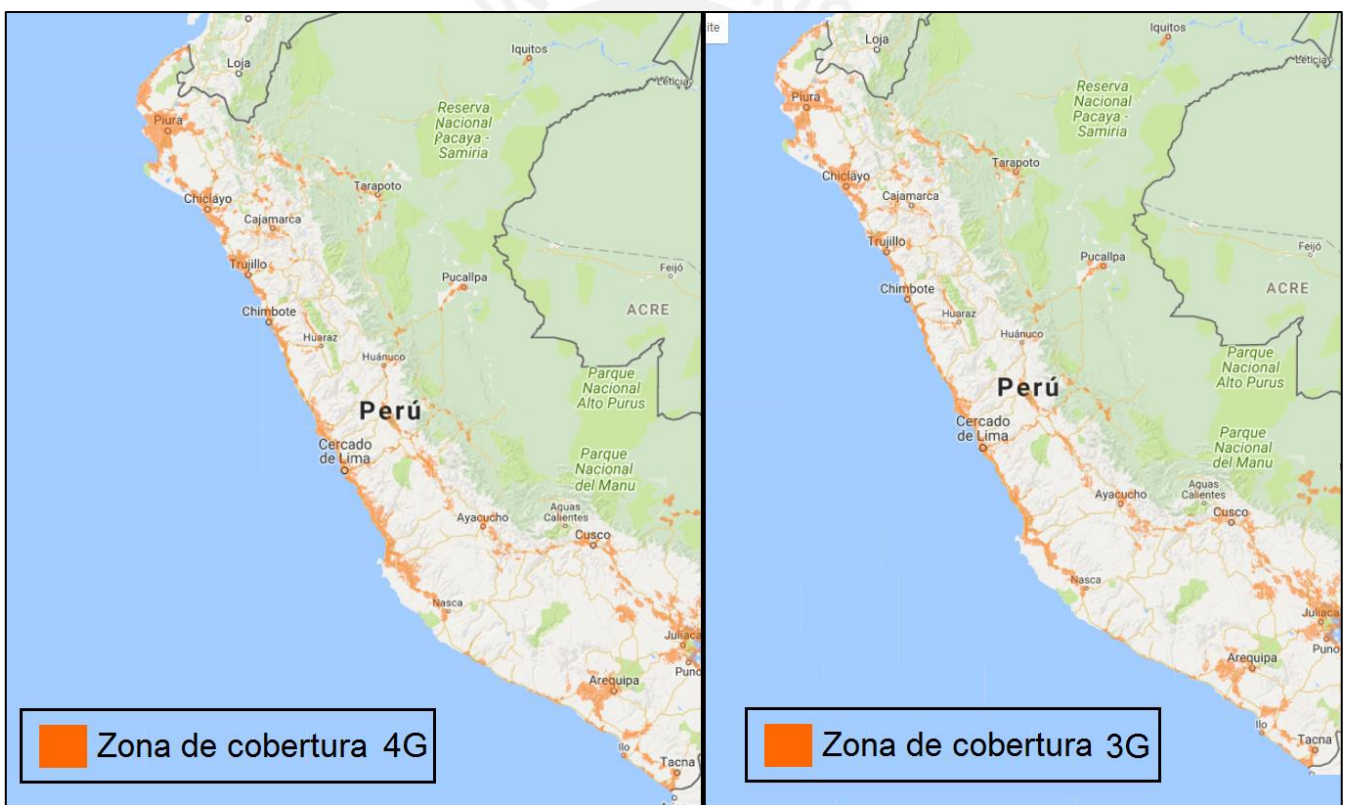 Loja
Iquitos
Leticia
Reserva
Nacional
Pacaya -
Samiria
Piura
Tarapoto
Chiclayo
Cajamarca
Trujillo
Pucallpa
Feijó
ACRE
Chimbote
Huaraz
Huánuco
Parque
Nacional
Alto Purus
Perú
Cercado
de Lima
Parque
Nacional
del Manu
Aguas
Calientes
Ayacucho
Cusco
Nasca
Juliaca
Puno
Arequipa
Ilo
Tacna
Zona de cobertura 4G
ite
Loja
Iquitos
Leticia
Reserva
Nacional
Pacaya -
Samiria
Piura
Tarapoto
Chiclayo
Cajamarca
Trujillo
Pucallpa
Feijó
ACRE
Chimbote
Huaraz
Huánuco
Parque
Nacional
Alto Purus
Perú
Cercado
de Lima
Parque
Nacional
del Manu
Aguas
Calientes
Ayacucho
Cusco
Nasca
Juliaca
Puno
Arequipa
Ilo
Tacna
Zona de cobertura 3G